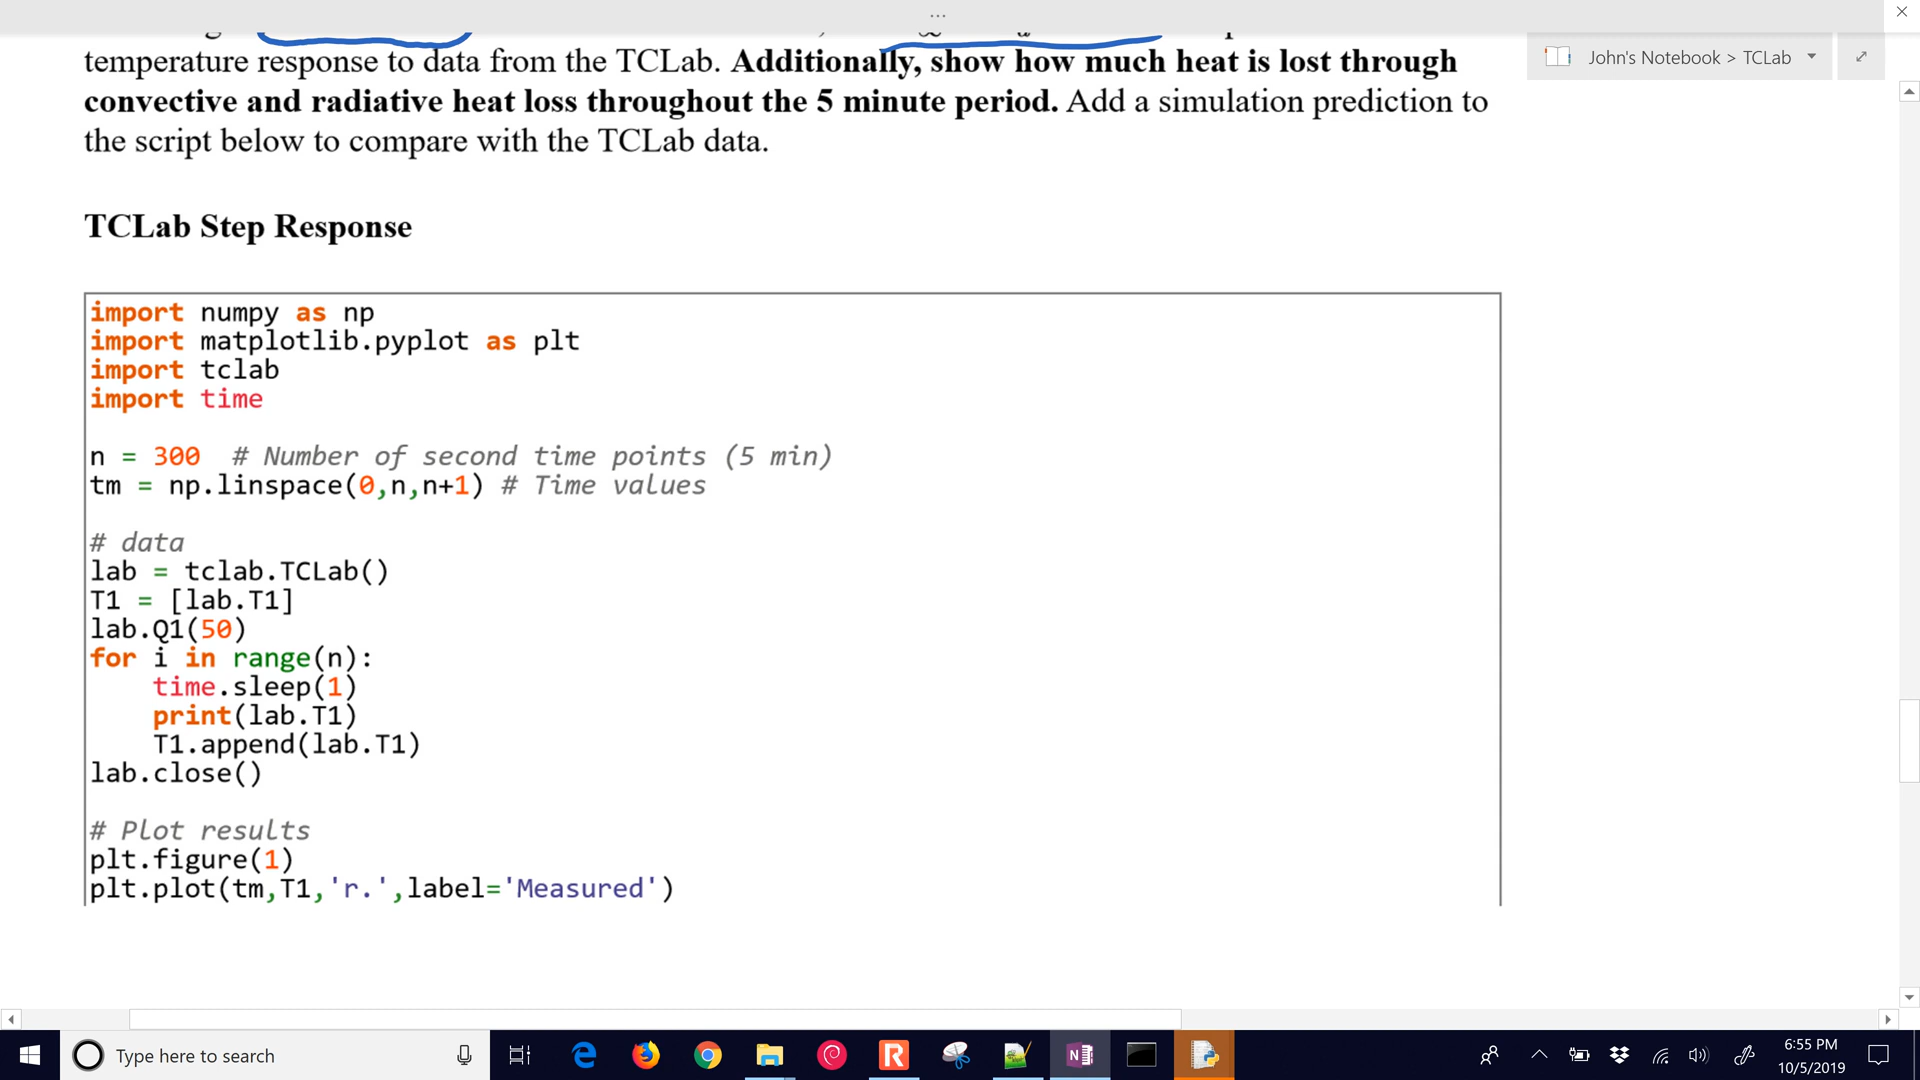 ...
temperature response to data from the TCLab. Additionally, show how much heat is lost through
convective and radiative heat loss throughout the 5 minute period. Add a simulation prediction to
the script below to compare with the TCLab data.
John's Notebook > TCLab
TCLab Step Response
import numpy as np
import matplotlib.pyplot as plt
import tclab
import time
n = 300  # Number of second time points (5 min)
tm = np.linspace(0,n,n+1) # Time values
# data
lab = tclab.TCLab()
T1 = [lab.T1]
lab.Q1(50)
for i in range(n):
    time.sleep(1)
    print(lab.T1)
    T1.append(lab.T1)
lab.close()
# Plot results
plt.figure(1)
plt.plot(tm,T1,'r.',label='Measured')
Type here to search
6:55 PM
10/5/2019